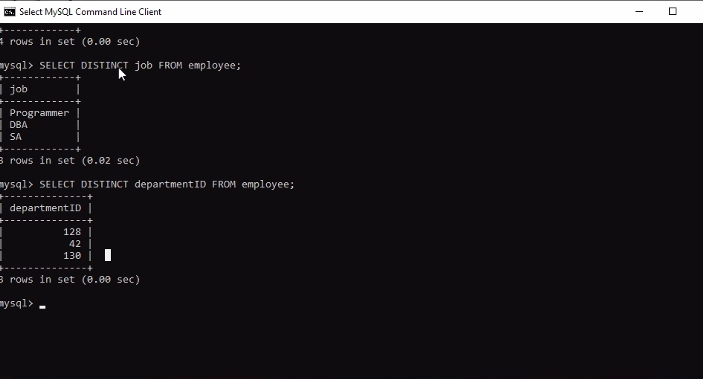 Select MySQL Command Line Client
+------------+
4 rows in set (0.00 sec)
mysql> SELECT DISTINCT job FROM employee;
+------------+
| job        |
+------------+
| Programmer |
| DBA        |
| SA         |
+------------+
3 rows in set (0.02 sec)
mysql> SELECT DISTINCT departmentID FROM employee;
+--------------+
| departmentID |
+--------------+
|          128 |
|           42 |
|          130 |
+--------------+
3 rows in set (0.00 sec)
mysql>